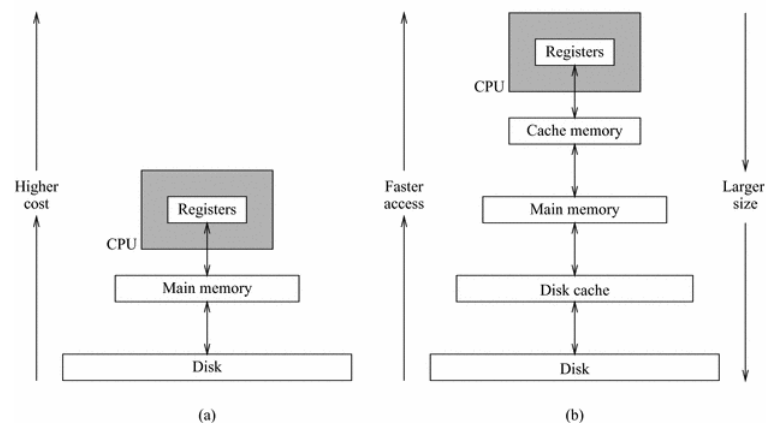 Higher
cost
Registers
CPU
Main memory
Disk
(a)
Faster
access
Registers
CPU
Cache memory
Main memory
Disk cache
Disk
Larger
size
(b)